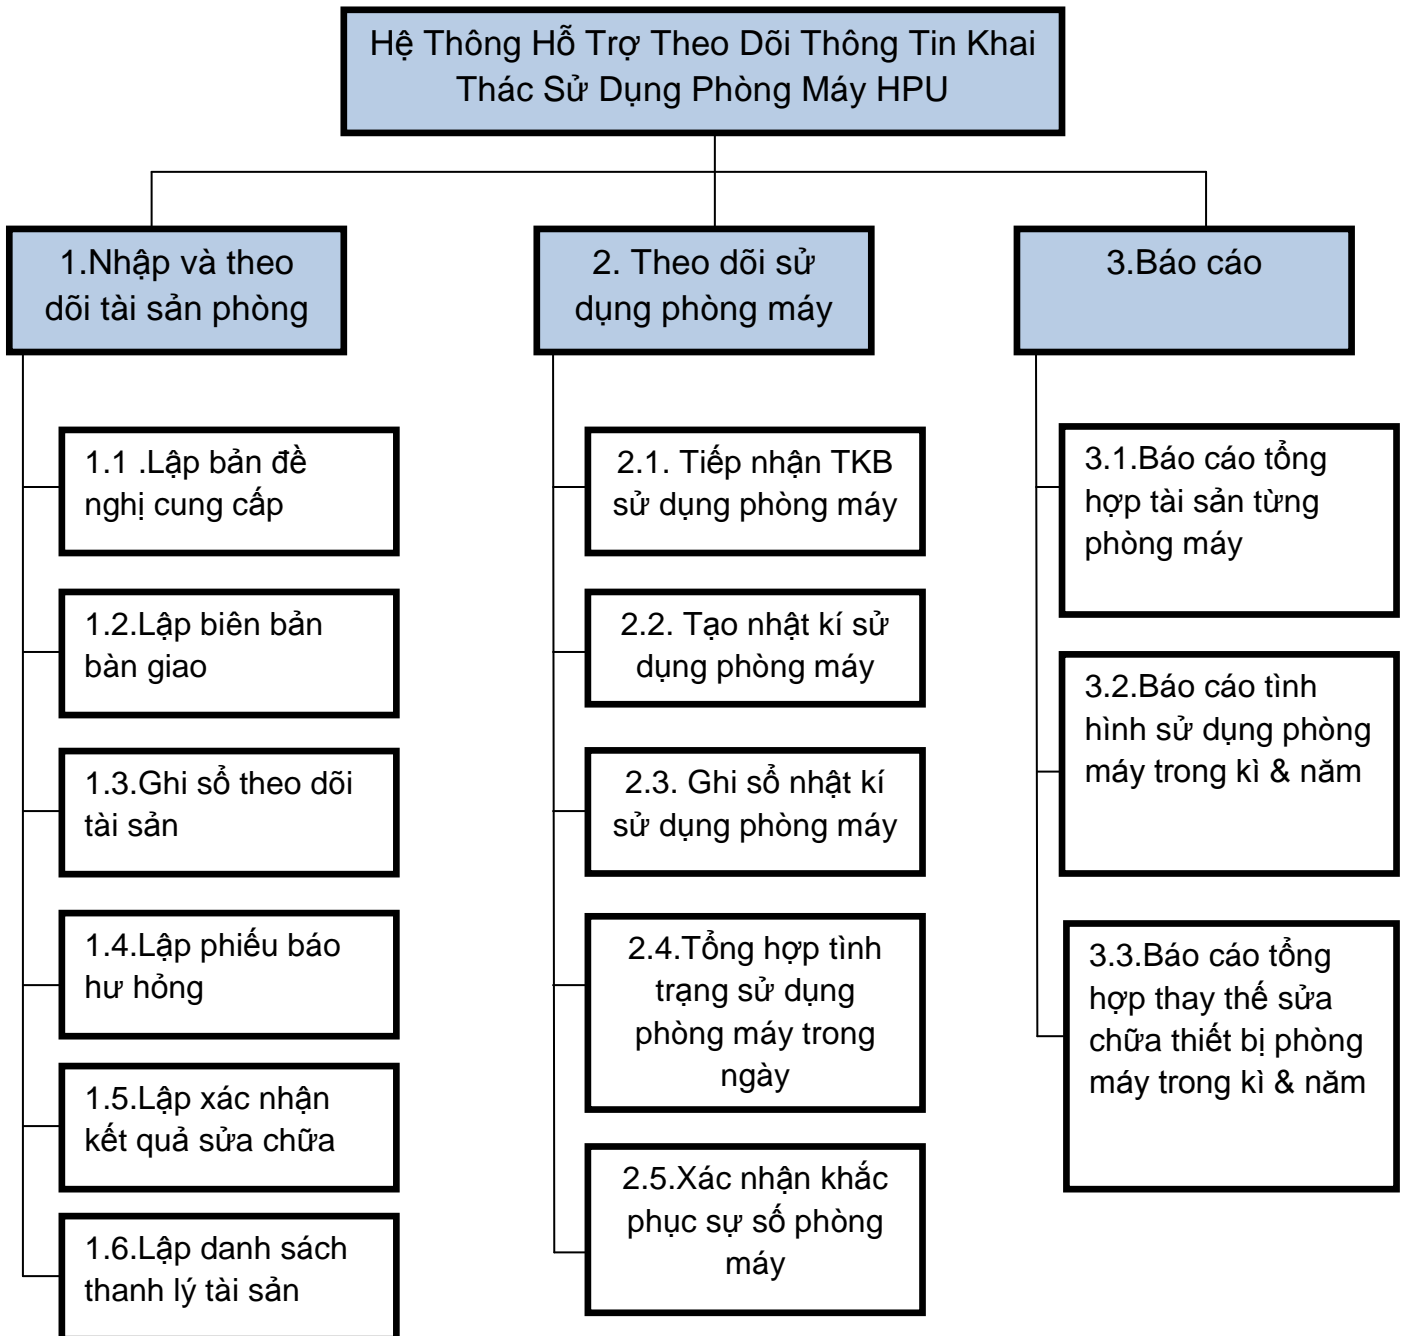 Hệ Thông Hỗ Trợ Theo Dõi Thông Tin Khai
Thác Sử Dụng Phòng Máy HPU
1.Nhập và theo
dõi tài sản phòng
2. Theo dõi sử
dụng phòng máy
3.Báo cáo
1.1 .Lập bản đề
nghị cung cấp
1.2.Lập biên bản
bàn giao
1.3.Ghi sổ theo dõi
tài sản
1.4.Lập phiếu báo
hư hỏng
1.5.Lập xác nhận
kết quả sửa chữa
1.6.Lập danh sách
thanh lý tài sản
2.1. Tiếp nhận TKB
sử dụng phòng máy
2.2. Tạo nhật kí sử
dụng phòng máy
2.3. Ghi sổ nhật kí
sử dụng phòng máy
2.4.Tổng hợp tình
trạng sử dụng
phòng máy trong
ngày
2.5.Xác nhận khắc
phục sự số phòng
máy
3.1.Báo cáo tổng
hợp tài sản từng
phòng máy
3.2.Báo cáo tình
hình sử dụng phòng
máy trong kì & năm
3.3.Báo cáo tổng
hợp thay thế sửa
chữa thiết bị phòng
máy trong kì & năm